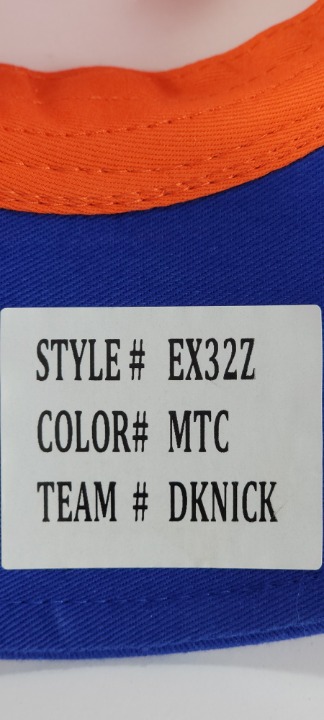 STYLE # EX32Z
COLOR# MTC
TEAM # DKNICK